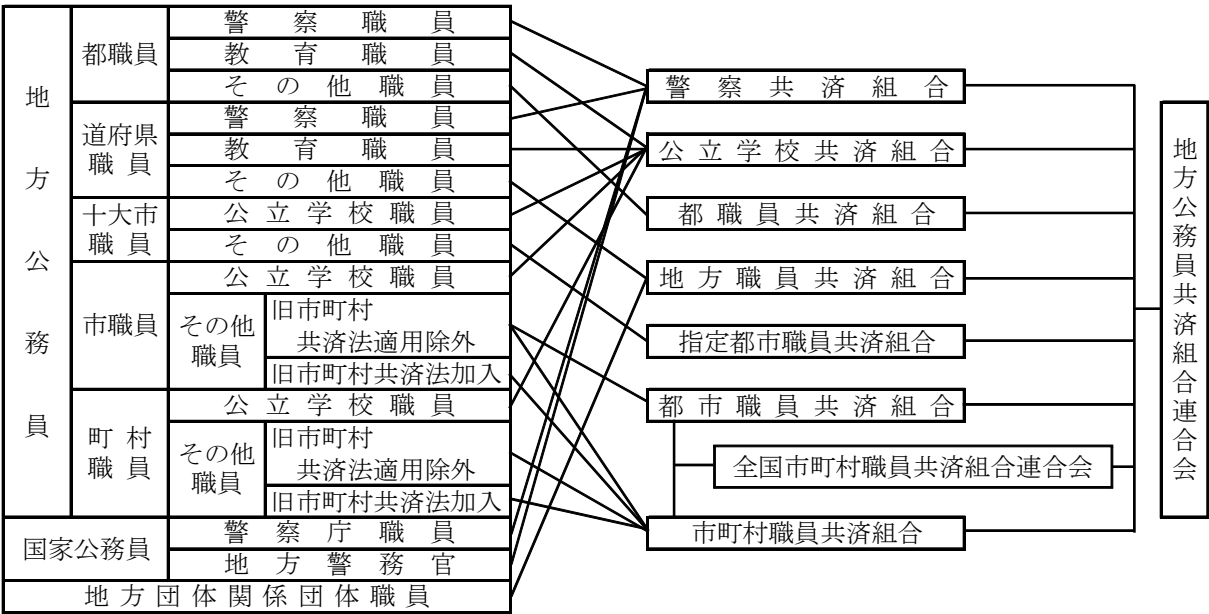 地方公務員
都職員
警察職員
教育職員
その他職員
道府県
職員
警察職員
教育職員
その他職員
十大市
職員
公立学校職員
その他職員
市職員
公立学校職員
その他
職員
旧市町村
共済法適用除外
旧市町村共済法加入
町村
職員
公立学校職員
その他
職員
旧市町村
共済法適用除外
旧市町村共済法加入
国家公務員
警察庁職員
地方警務官
地方団体関係団体職員
警察共済組合
公立学校共済組合
都職員共済組合
地方職員共済組合
指定都市職員共済組合
都市職員共済組合
全国市町村職員共済組合連合会
市町村職員共済組合
地方公務員共済組合連合会